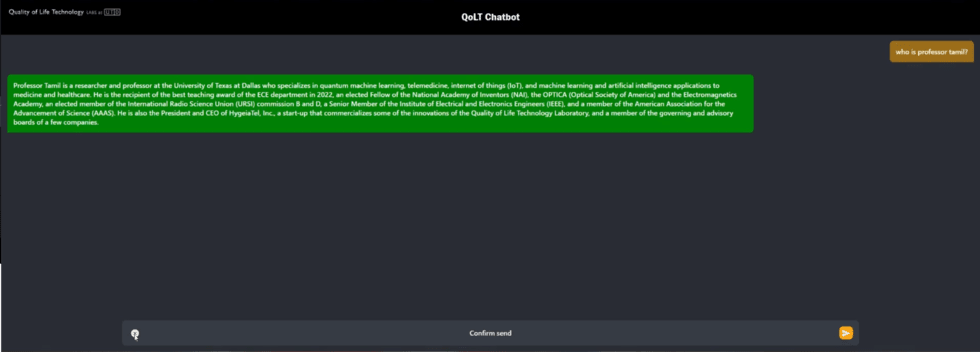 Quality of Life Technology LABS AT UTD
QoLT Chatbot
who is professor tamil?
Professor Tamil is a researcher and professor at the University of Texas at Dallas who specializes in quantum machine learning, telemedicine, internet of things (IoT), and machine learning and artificial intelligence applications to
medicine and healthcare. He is the recipient of the best teaching award of the ECE department in 2022, an elected Fellow of the National Academy of Inventors (NAI), the OPTICA (Optical Society of America) and the Electromagnetics
Academy, an elected member of the International Radio Science Union (URSI) commission B and D, a Senior Member of the Institute of Electrical and Electronics Engineers (IEEE), and a member of the American Association for the
Advancement of Science (AAAS). He is also the President and CEO of HygeiaTel, Inc., a start-up that commercializes some of the innovations of the Quality of Life Technology Laboratory, and a member of the governing and advisory
boards of a few companies.
Confirm send